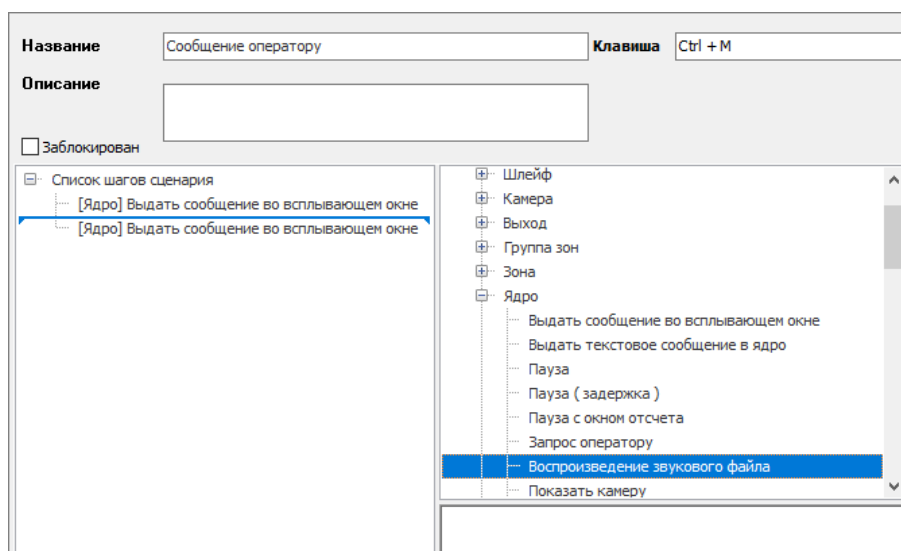 Название
Сообщение оператору
Клавиша
Ctrl + M
Описание
Заблокирован
Список шагов сценария
[Ядро] Выдать сообщение во всплывающем окне
[Ядро] Выдать сообщение во всплывающем окне
Шлейф
Камера
Выход
Группа зон
Зона
Ядро
Выдать сообщение во всплывающем окне
Выдать текстовое сообщение в ядро
Пауза
Пауза ( задержка )
Пауза с окном отсчета
Запрос оператору
Воспроизведение звукового файла
Показать камеру